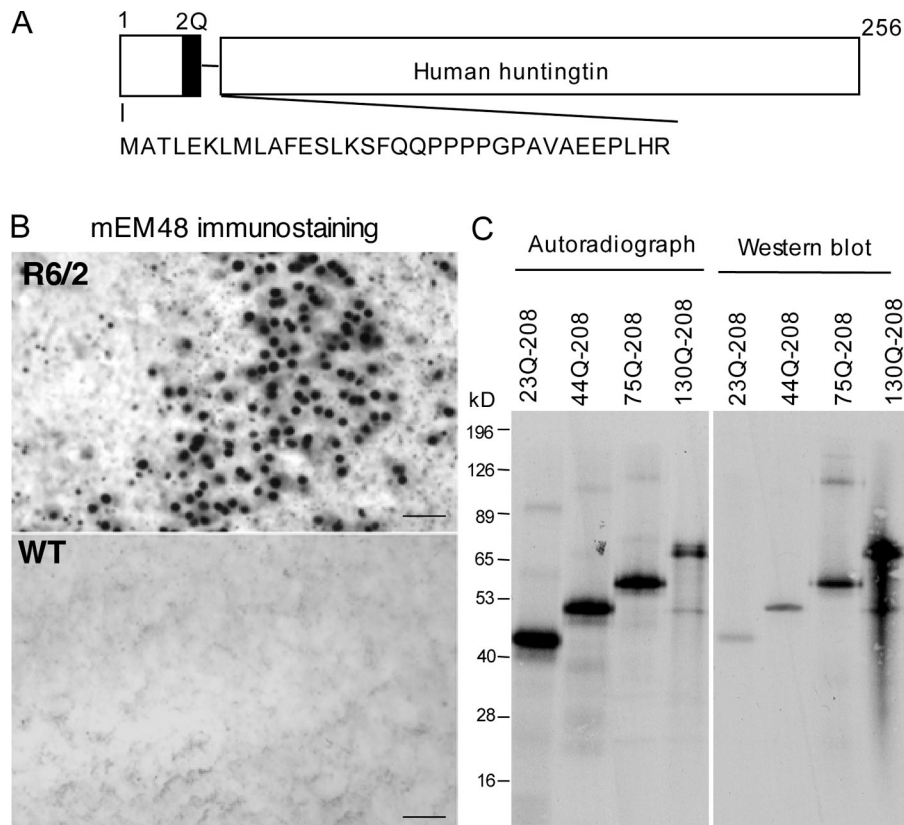 A
1
2Q
256
Human huntingtin
MATLEKLMLAFESLKSFQQPPPPGPAVAEEPLHR
B
mEM48 immunostaining
R6/2
WT
C
Autoradiograph
Western blot
23Q-208
44Q-208
75Q-208
130Q-208
23Q-208
44Q-208
75Q-208
130Q-208
kD
196
126
89
65
53
40
28
16